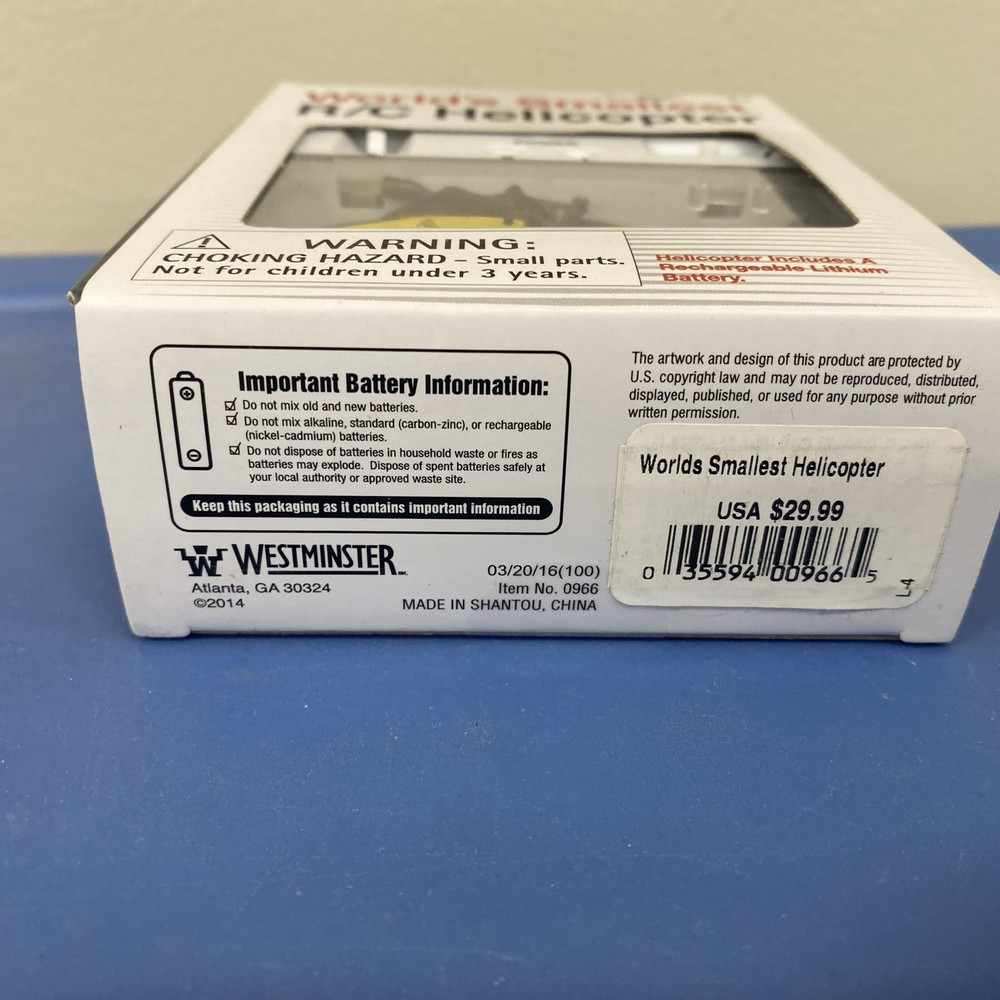 World's Smallest
R/C Helicopter
WARNING:
CHOKING HAZARD – Small parts.
Not for children under 3 years.
Helicopter Includes A
Rechargeable Lithium
Battery.
Important Battery Information:
Do not mix old and new batteries.
Do not mix alkaline, standard (carbon-zinc), or rechargeable
(nickel-cadmium) batteries.
Do not dispose of batteries in household waste or fires as
batteries may explode. Dispose of spent batteries safely at
your local authority or approved waste site.
Keep this packaging as it contains important information
W WESTMINSTER INC.
Atlanta, GA 30324
©2014
03/20/16(100)
Item No. 0966
MADE IN SHANTOU, CHINA
The artwork and design of this product are protected by
U.S. copyright law and may not be reproduced, distributed,
displayed, published, or used for any purpose without prior
written permission.
Worlds Smallest Helicopter
USA $29.99
0 35594 00966 5
L-4